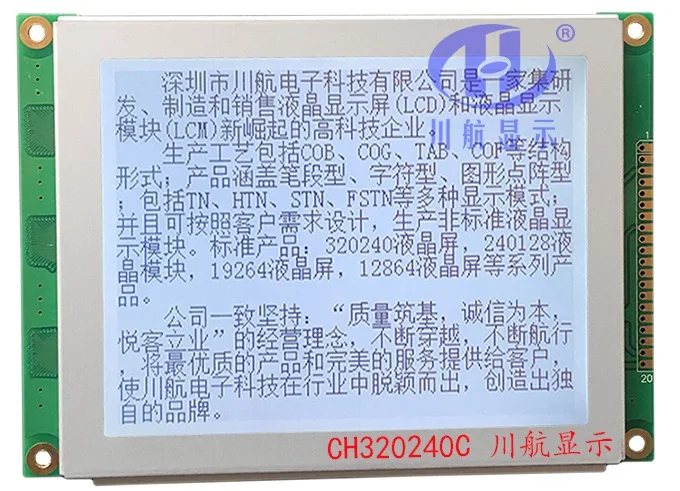 ®
川航显示
深圳市川航电子科技有限公司是一家集研
发、制造和销售液晶显示屏(LCD)和液晶显示
模块(LCM)新崛起的高科技企业。
生产工艺包括COB、COG、TAB、COF等结构
形式；产品涵盖笔段型、字符型、图形点阵型
；包括TN、HTN、STN、FSTN等多种显示模式；
并且可按照客户需求设计，生产非标准液晶显
示模块。标准产品：320240液晶屏，240128液
晶模块，19264液晶屏，12864液晶屏等系列产
品。
公司一致坚持：“质量筑基，诚信为本，
悦客立业”的经营理念，不断穿越，不断航行
，将最优质的产品和完美的服务提供给客户，
使川航电子科技在行业中脱颖而出，创造出独
自的品牌。
1
20
CH320240C 川航显示